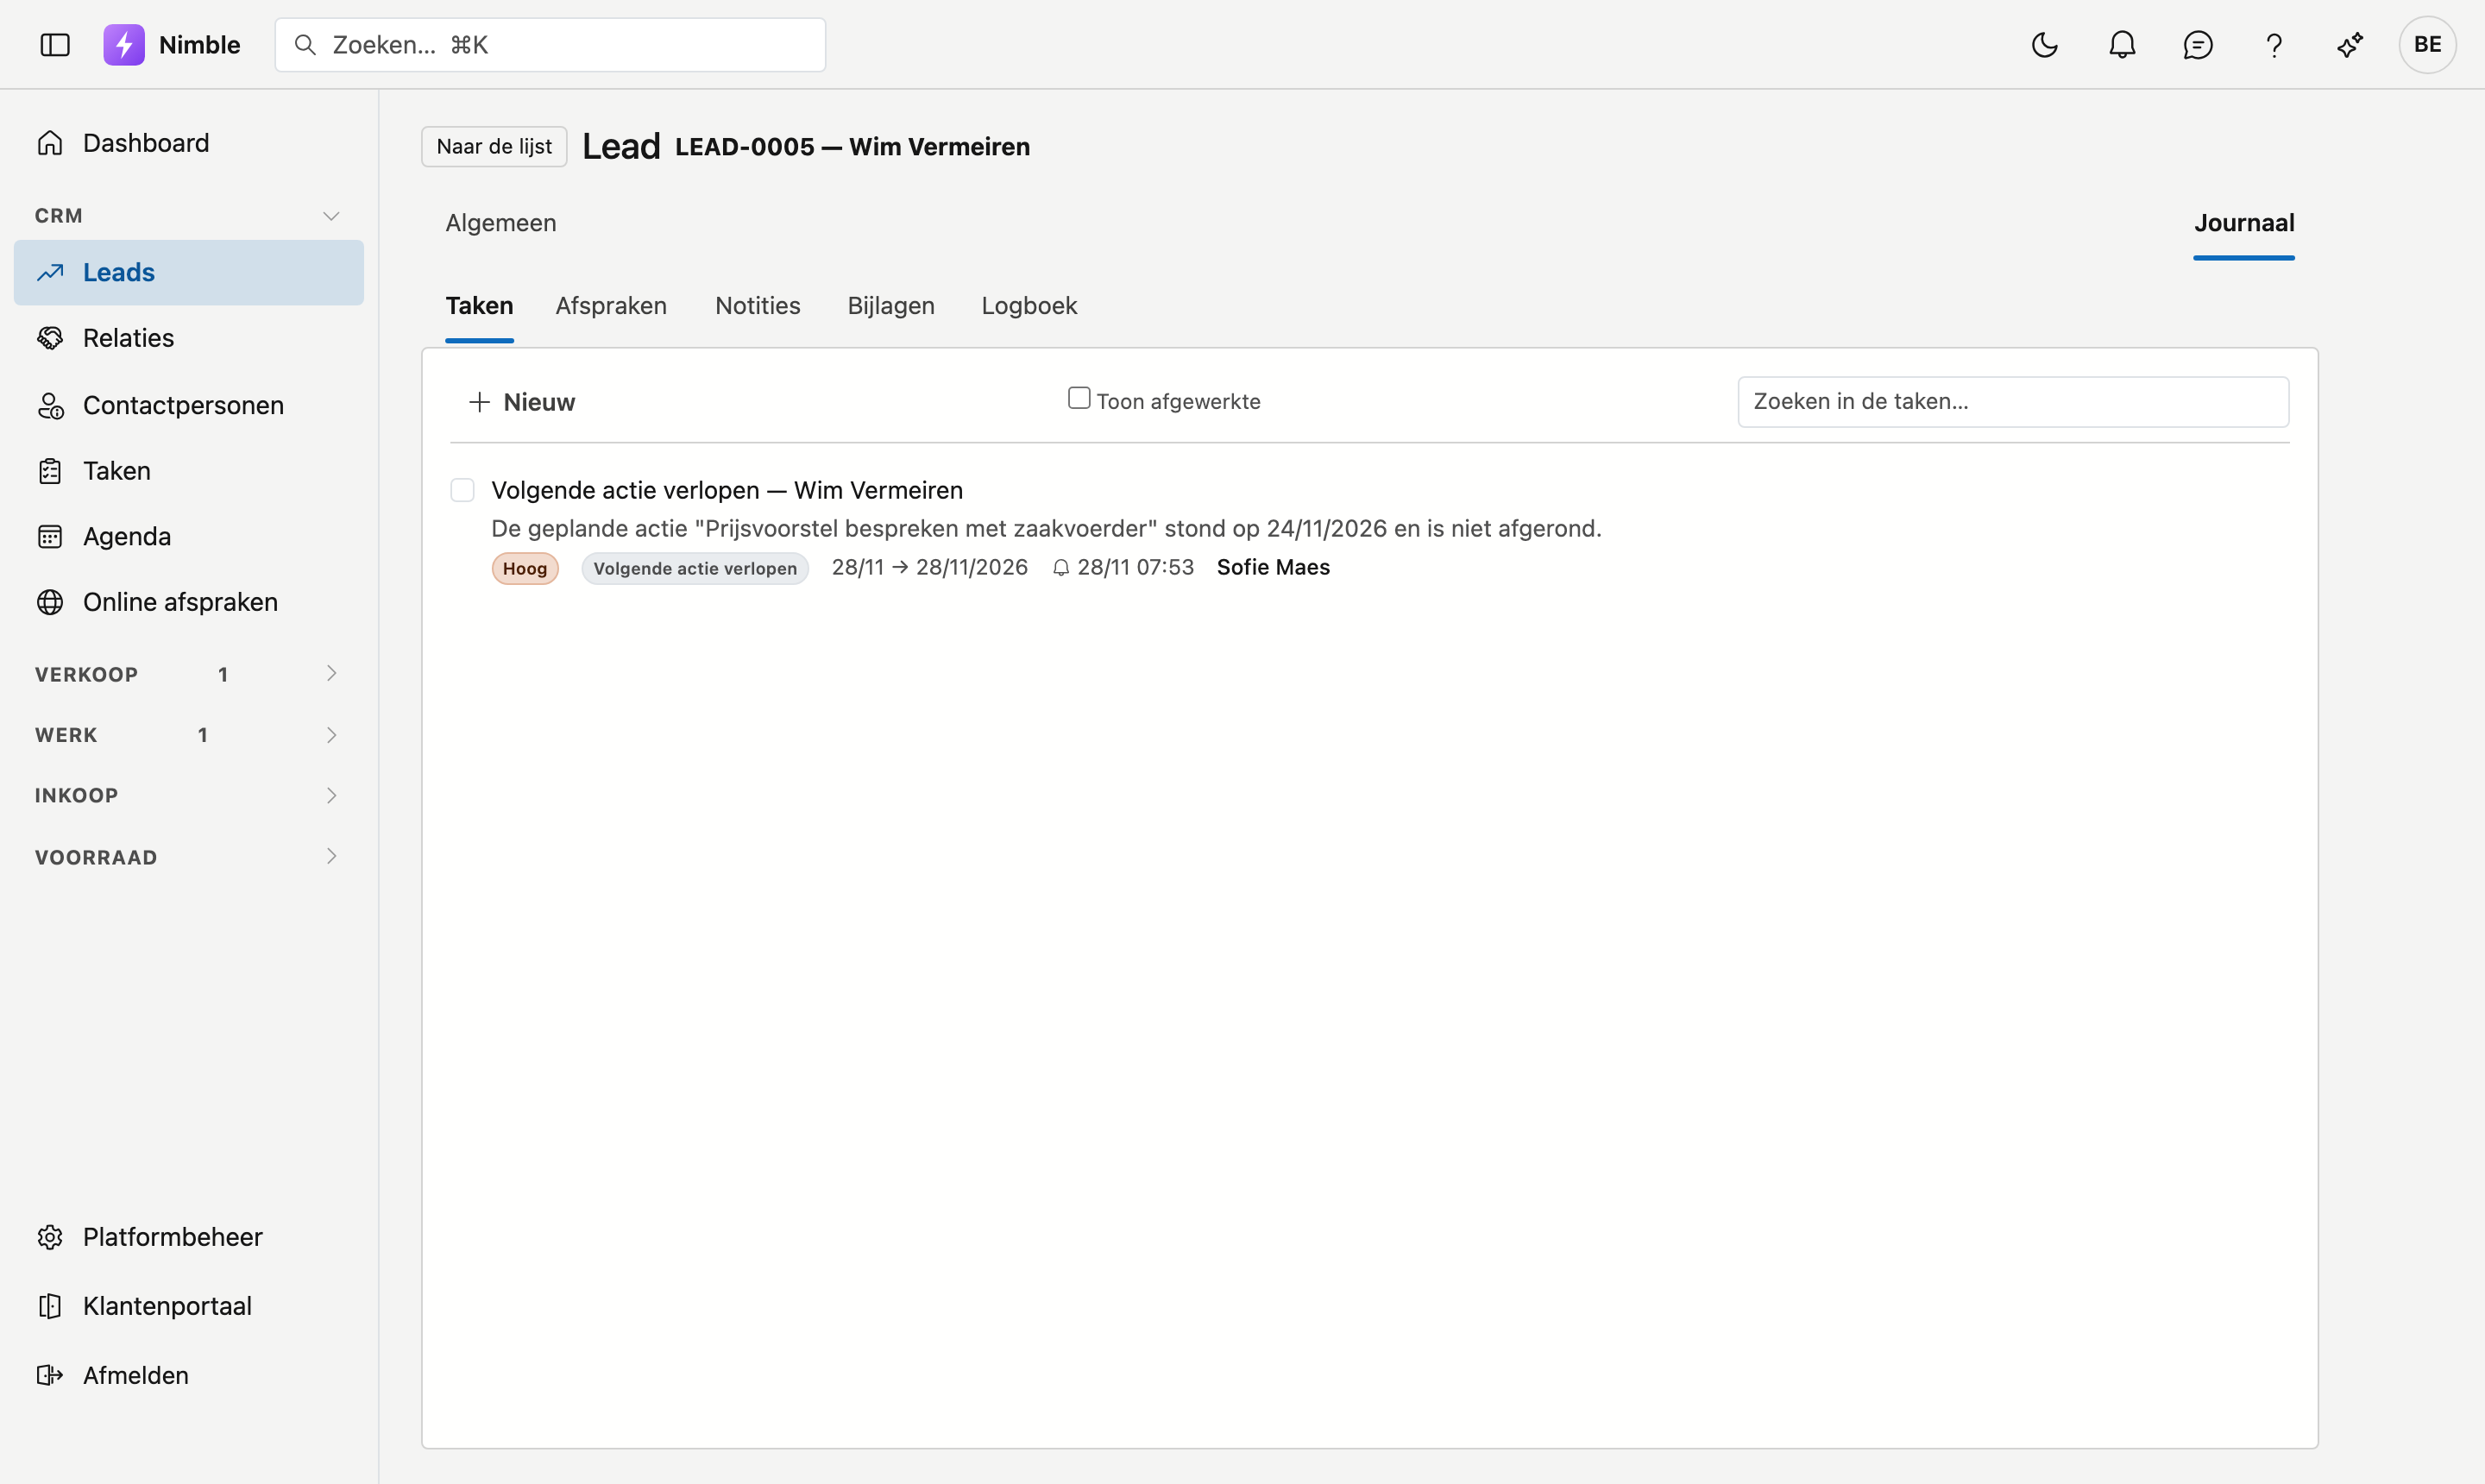 Nimble
Zoeken... ⌘K
BE
Dashboard
CRM
Leads
Relaties
Contactpersonen
Taken
Agenda
Online afspraken
VERKOOP 1
WERK 1
INKOOP
VOORRAAD
Platformbeheer
Klantenportaal
Afmelden
Naar de lijst Lead LEAD-0005 — Wim Vermeiren
Algemeen Journaal
Taken Afspraken Notities Bijlagen Logboek
+ Nieuw Toon afgewerkte Zoeken in de taken...
Volgende actie verlopen — Wim Vermeiren
De geplande actie "Prijsvoorstel bespreken met zaakvoerder" stond op 24/11/2026 en is niet afgerond.
Hoog Volgende actie verlopen 28/11 → 28/11/2026 28/11 07:53 Sofie Maes